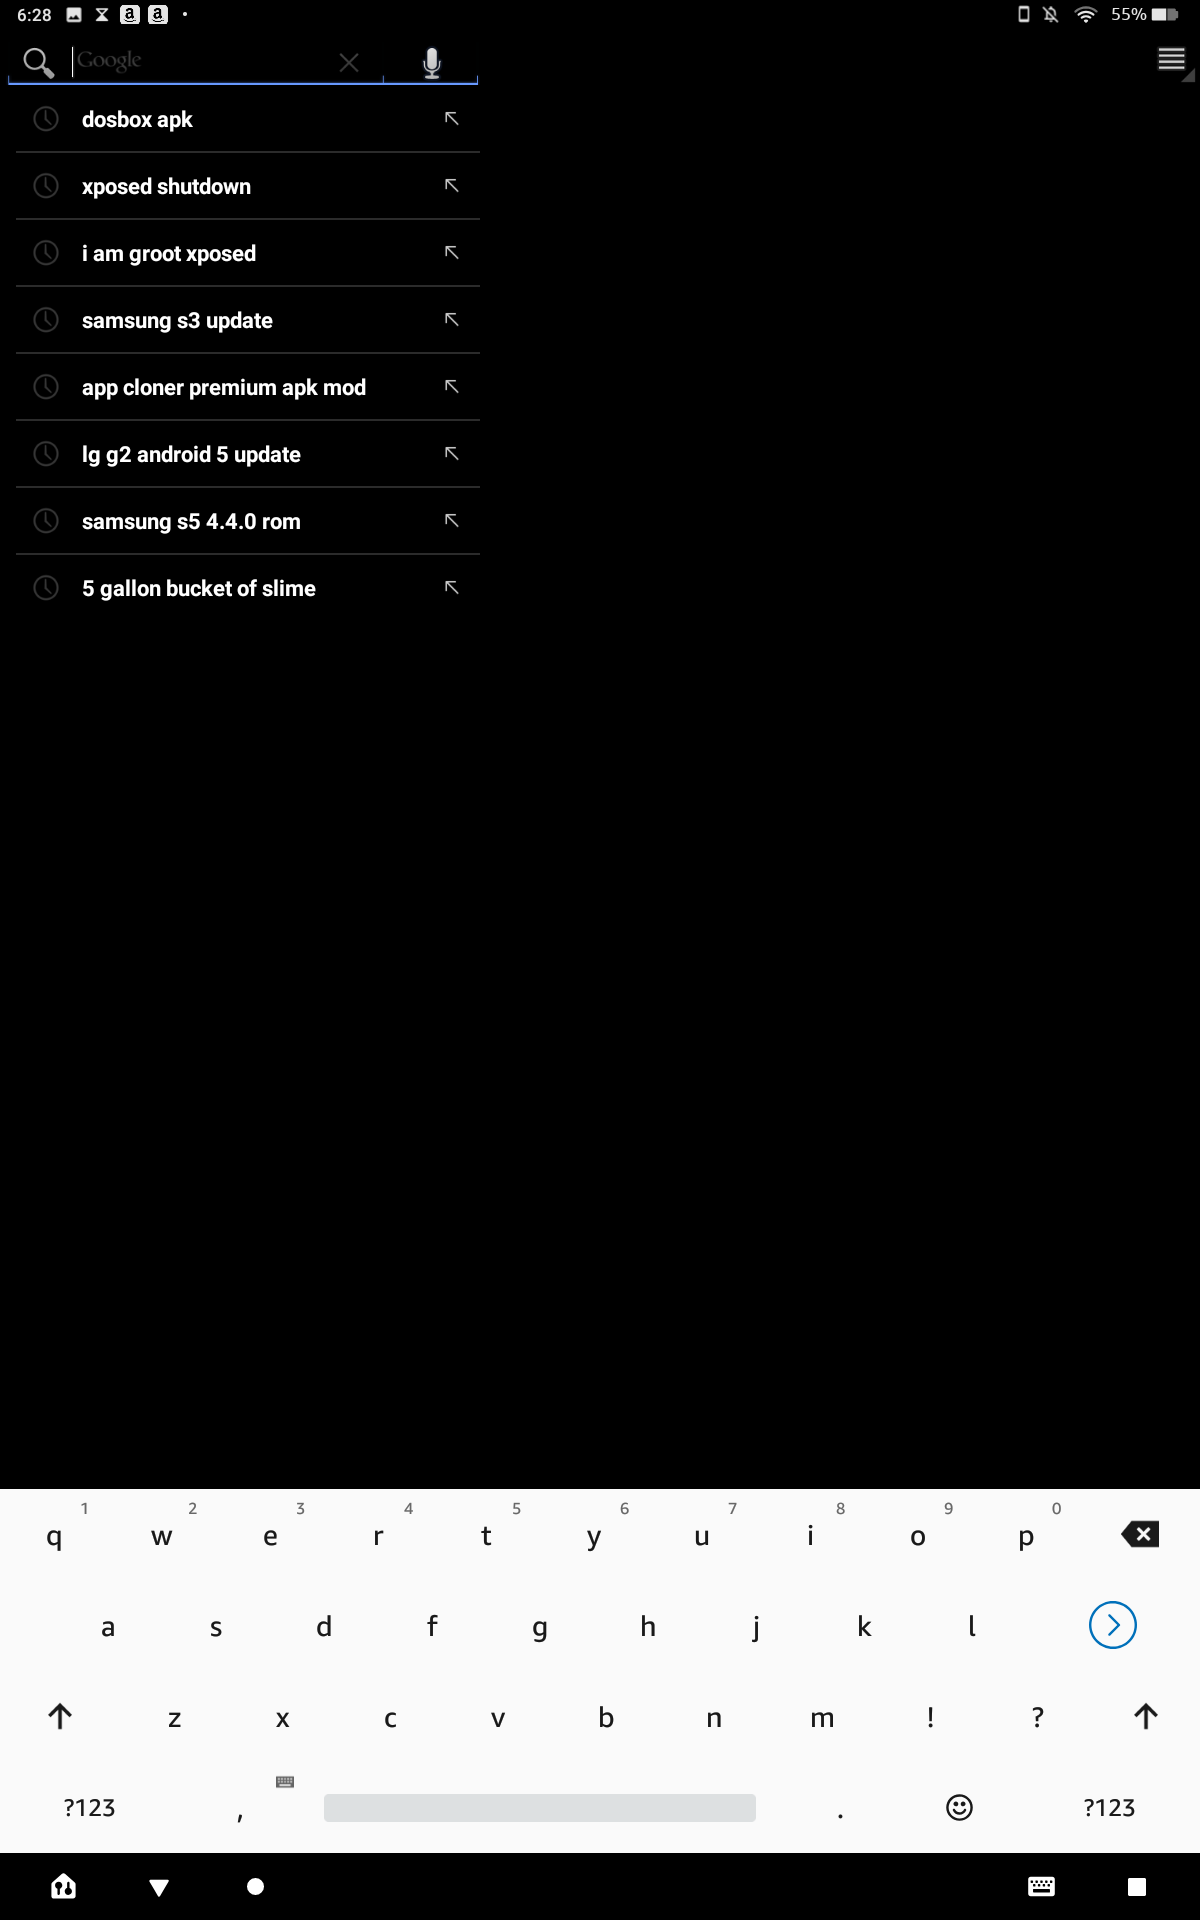 6:28 55%
Google
dosbox apk
xposed shutdown
i am groot xposed
samsung s3 update
app cloner premium apk mod
lg g2 android 5 update
samsung s5 4.4.0 rom
5 gallon bucket of slime
1 2 3 4 5 6 7 8 9 0
q w e r t y u i o p
a s d f g h j k l
z x c v b n m ! ?
?123 , . ?123